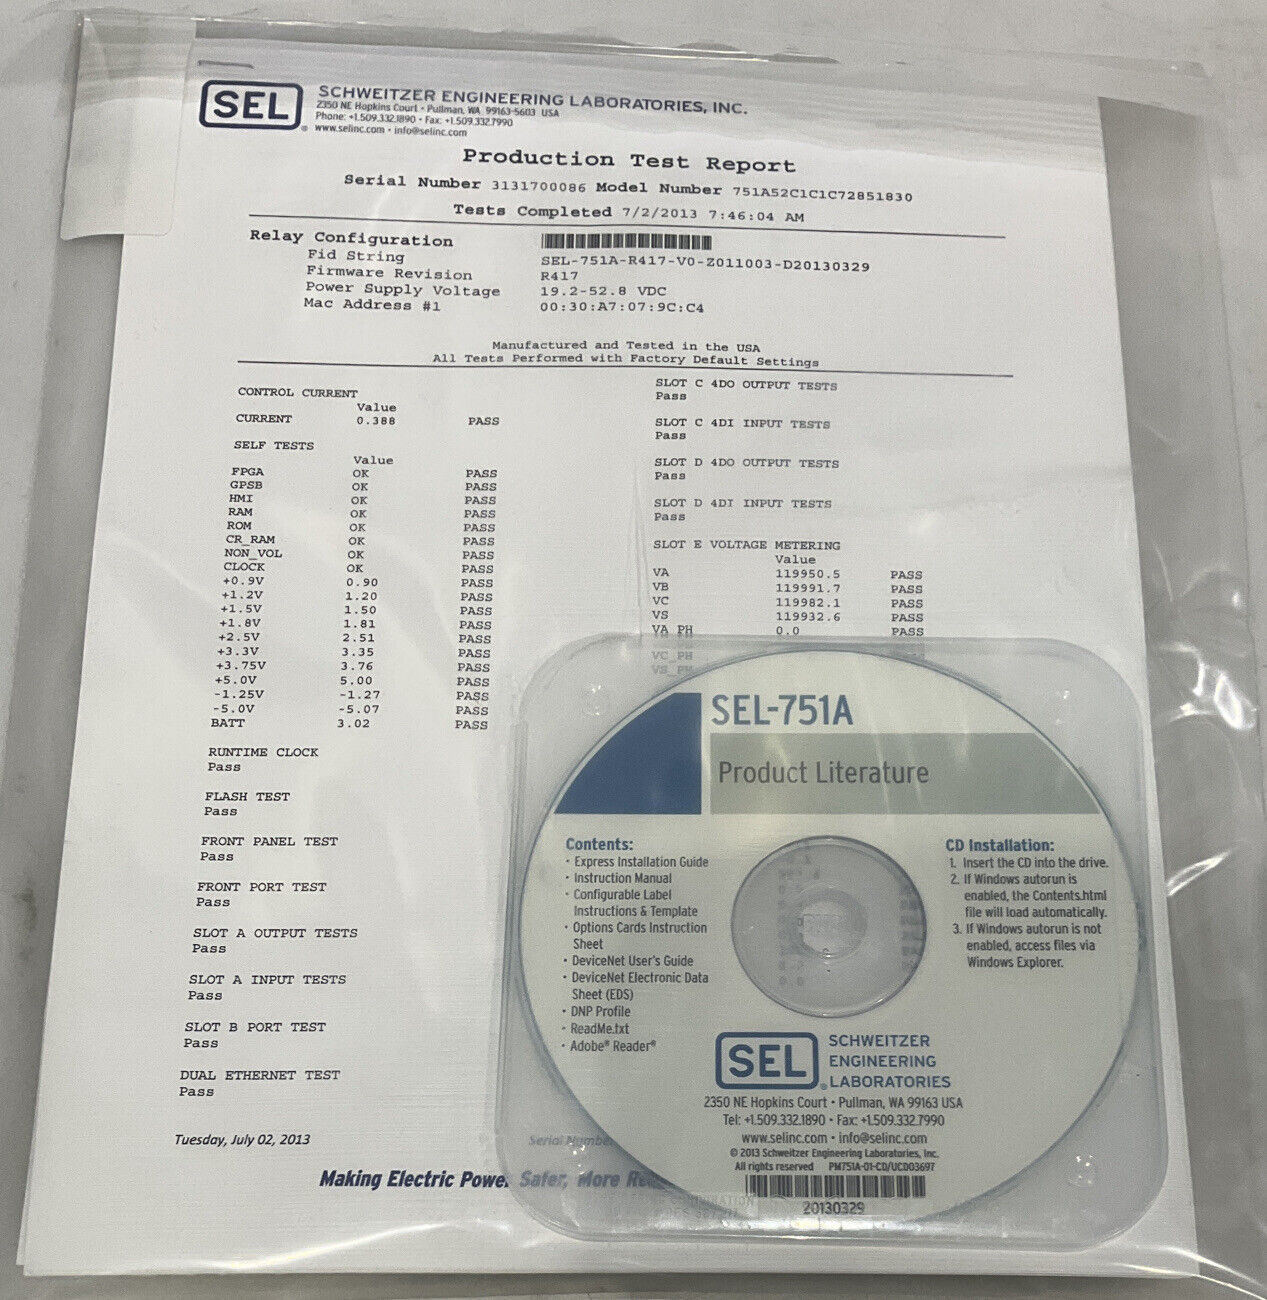 SEL
SCHWEITZER ENGINEERING LABORATORIES, INC.
2350 NE Hopkins Court • Pullman, WA 99163-5603 USA
Phone: +1.509.332.1890 • Fax: +1.509.332.7990
www.selinc.com • info@selinc.com
Production Test Report
Serial Number 3131700086 Model Number 751A52C1C1C72851830
Tests Completed 7/2/2013 7:46:04 AM
Relay Configuration
Fid String SEL-751A-R417-V0-Z011003-D20130329
Firmware Revision R417
Power Supply Voltage 19.2-52.8 VDC
Mac Address #1 00:30:A7:07:9C:C4
Manufactured and Tested in the USA
All Tests Performed with Factory Default Settings
CONTROL CURRENT
Value
CURRENT 0.388 PASS
SELF TESTS
Value
FPGA OK PASS
GPSB OK PASS
HMI OK PASS
RAM OK PASS
ROM OK PASS
CR_RAM OK PASS
NON_VOL OK PASS
CLOCK OK PASS
+0.9V 0.90 PASS
+1.2V 1.20 PASS
+1.5V 1.50 PASS
+1.8V 1.81 PASS
+2.5V 2.51 PASS
+3.3V 3.35 PASS
+3.75V 3.76 PASS
+5.0V 5.00 PASS
-1.25V -1.27 PASS
-5.0V -5.07 PASS
BATT 3.02 PASS
RUNTIME CLOCK
Pass
FLASH TEST
Pass
FRONT PANEL TEST
Pass
FRONT PORT TEST
Pass
SLOT A OUTPUT TESTS
Pass
SLOT A INPUT TESTS
Pass
SLOT B PORT TEST
Pass
DUAL ETHERNET TEST
Pass
SLOT C 4DO OUTPUT TESTS
Pass
SLOT C 4DI INPUT TESTS
Pass
SLOT D 4DO OUTPUT TESTS
Pass
SLOT D 4DI INPUT TESTS
Pass
SLOT E VOLTAGE METERING
Value
VA 119950.5 PASS
VB 119991.7 PASS
VC 119982.1 PASS
VS 119932.6 PASS
VA_PH 0.0 PASS
VC_PH
VS_PH
Tuesday, July 02, 2013
Serial Number
Making Electric Power Safer, More
SEL-751A
Product Literature
Contents:
• Express Installation Guide
• Instruction Manual
• Configurable Label
Instructions & Template
• Options Cards Instruction
Sheet
• DeviceNet User's Guide
• DeviceNet Electronic Data
Sheet (EDS)
• DNP Profile
• ReadMe.txt
• Adobe® Reader®
CD Installation:
1. Insert the CD into the drive.
2. If Windows autorun is
enabled, the Contents.html
file will load automatically.
3. If Windows autorun is not
enabled, access files via
Windows Explorer.
SEL
SCHWEITZER
ENGINEERING
LABORATORIES
2350 NE Hopkins Court • Pullman, WA 99163 USA
Tel: +1.509.332.1890 • Fax: +1.509.332.7990
www.selinc.com • info@selinc.com
© 2013 Schweitzer Engineering Laboratories, Inc.
All rights reserved PM751A-01-CD/UCD03697
20130329